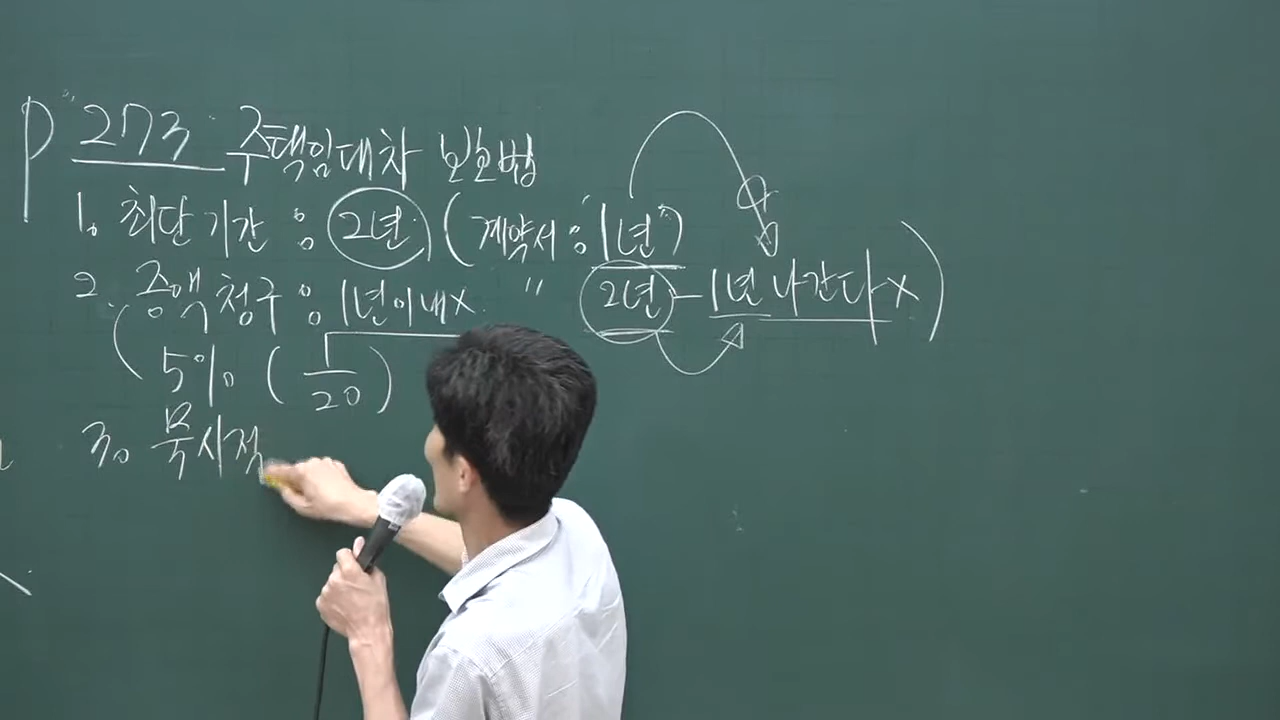 P 273 주택임대차 보호법
1. 최단 기간 : 2년 (계약서 : 1년)
" 2년 - 1년 나간다 X)
2. 증액 청구 : 1년이내 X
(5% (1/20)
3. 묵시적